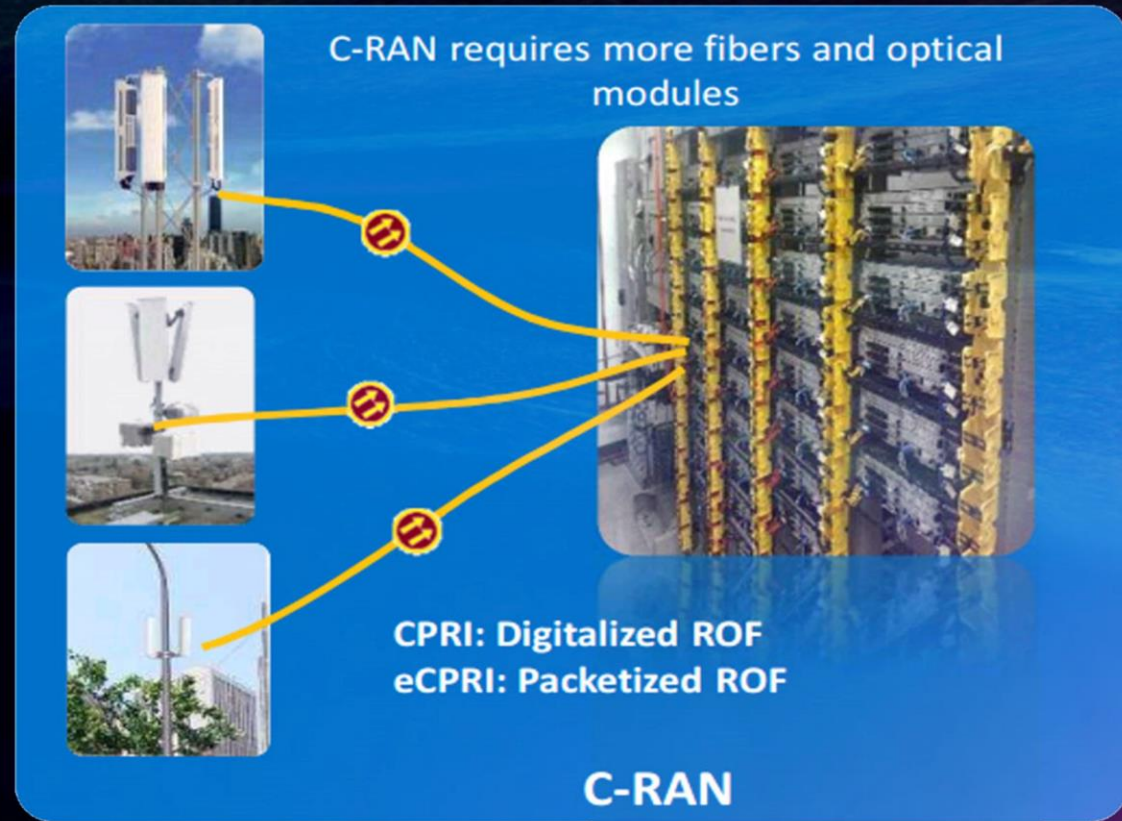 C-RAN requires more fibers and optical
modules
CPRI: Digitalized ROF
eCPRI: Packetized ROF
C-RAN